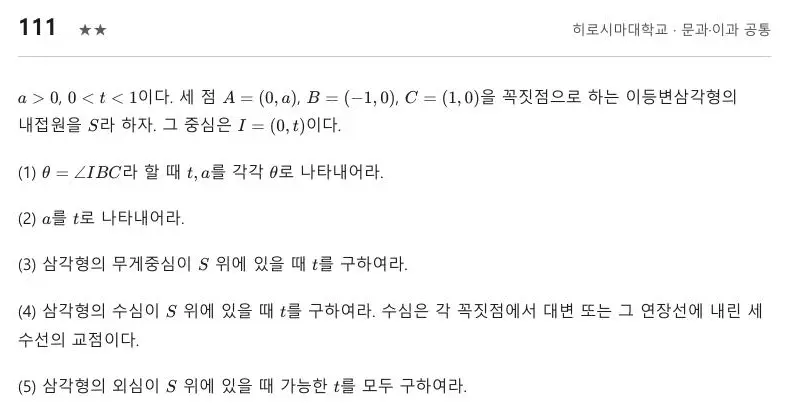 111 ★★
히로시마대학교 · 문과·이과 공통
a > 0, 0 < t < 1이다. 세 점 A = (0, a), B = (−1, 0), C = (1, 0)을 꼭짓점으로 하는 이등변삼각형의
내접원을 S라 하자. 그 중심은 I = (0, t)이다.
(1) θ = ∠IBC라 할 때 t, a를 각각 θ로 나타내어라.
(2) a를 t로 나타내어라.
(3) 삼각형의 무게중심이 S 위에 있을 때 t를 구하여라.
(4) 삼각형의 수심이 S 위에 있을 때 t를 구하여라. 수심은 각 꼭짓점에서 대변 또는 그 연장선에 내린 세
수선의 교점이다.
(5) 삼각형의 외심이 S 위에 있을 때 가능한 t를 모두 구하여라.